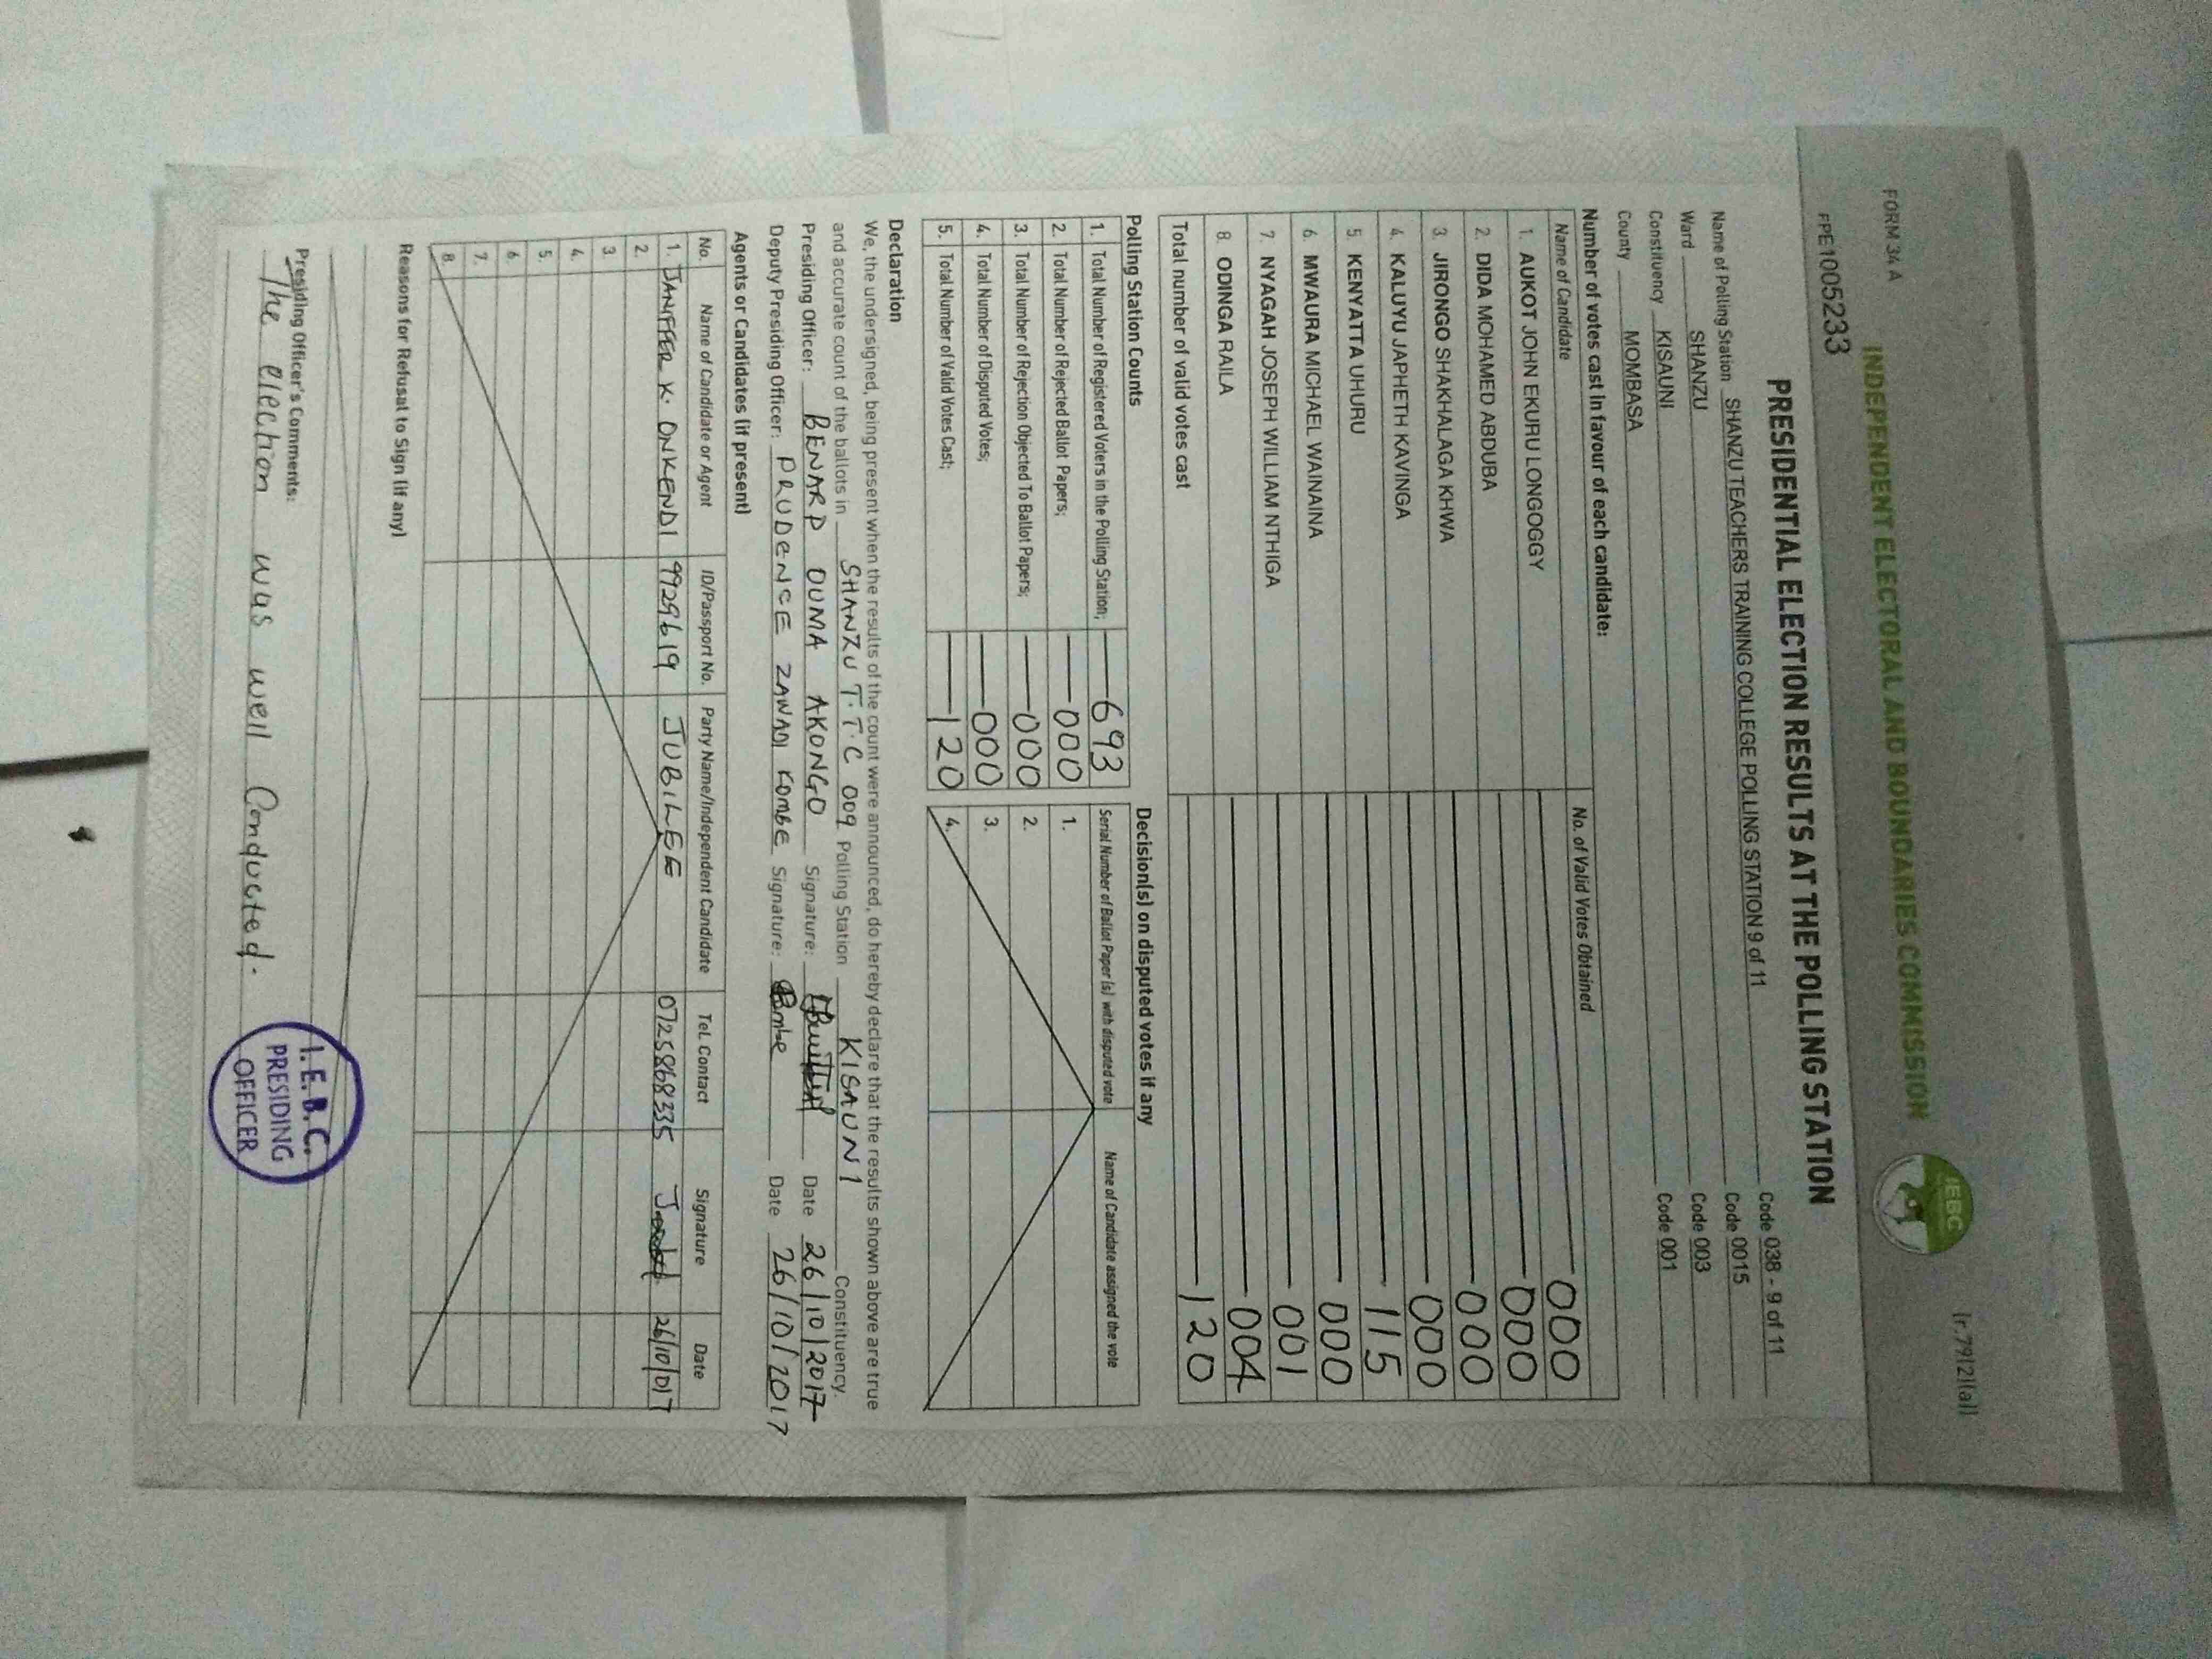 FORM 34 A
[r.79(2)(a)]
INDEPENDENT ELECTORAL AND BOUNDARIES COMMISSION
IEBC
FPE1005233
PRESIDENTIAL ELECTION RESULTS AT THE POLLING STATION
Name of Polling Station SHANZU TEACHERS TRAINING COLLEGE POLLING STATION 9 of 11 Code 038 - 9 of 11
Ward SHANZU Code 0015
Constituency KISAUNI Code 003
County MOMBASA Code 001
Number of votes cast in favour of each candidate:
Name of Candidate No. of Valid Votes Obtained
1. AUKOT JOHN EKURU LONGOGGY 000
2. DIDA MOHAMED ABDUBA 000
3. JIRONGO SHAKHALAGA KHWA 000
4. KALUYU JAPHETH KAVINGA 000
5. KENYATTA UHURU 115
6. MWAURA MICHAEL WAINAINA 000
7. NYAGAH JOSEPH WILLIAM NTHIGA 001
8. ODINGA RAILA 004
Total number of valid votes cast 120
Polling Station Counts
1. Total Number of Registered Voters in the Polling Station; 693
2. Total Number of Rejected Ballot Papers; 000
3. Total Number of Rejection Objected To Ballot Papers; 000
4. Total Number of Disputed Votes; 000
5. Total Number of Valid Votes Cast; 120
Decision(s) on disputed votes if any
Serial Number of Ballot Paper (s) with disputed vote Name of Candidate assigned the vote
1.
2.
3.
4.
Declaration
We, the undersigned, being present when the results of the count were announced, do hereby declare that the results shown above are true
and accurate count of the ballots in SHANZU T.T.C 009 Polling Station KISAUNI Constituency.
Presiding Officer: BENARD OUMA AKONGO Signature: Date 26/10/2017
Deputy Presiding Officer: PRUDENCE ZAWADI KOMBE Signature: Date 26/10/2017
Agents or Candidates (if present)
No. Name of Candidate or Agent ID/Passport No. Party Name/Independent Candidate Tel. Contact Signature Date
1. JANIFFER K. ONKENDI 9929619 JUBILEE 0725868335 26/10/017
2.
3.
4.
5.
6.
7.
8.
Reasons for Refusal to Sign (if any)
Presiding Officer's Comments:
The election was well Conducted.
I.E.B.C.
PRESIDING
OFFICER